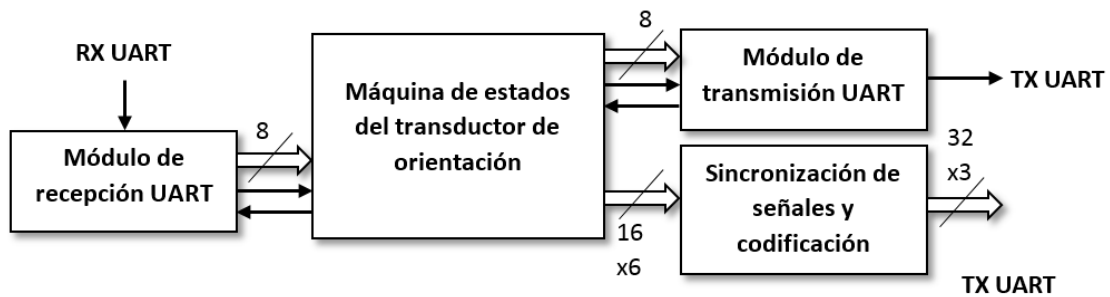 RX UART
Módulo de
recepción UART
8
Máquina de estados
del transductor de
orientación
8
Módulo de
transmisión UART
TX UART
16
x6
Sincronización de
señales y
codificación
32
x3
TX UART